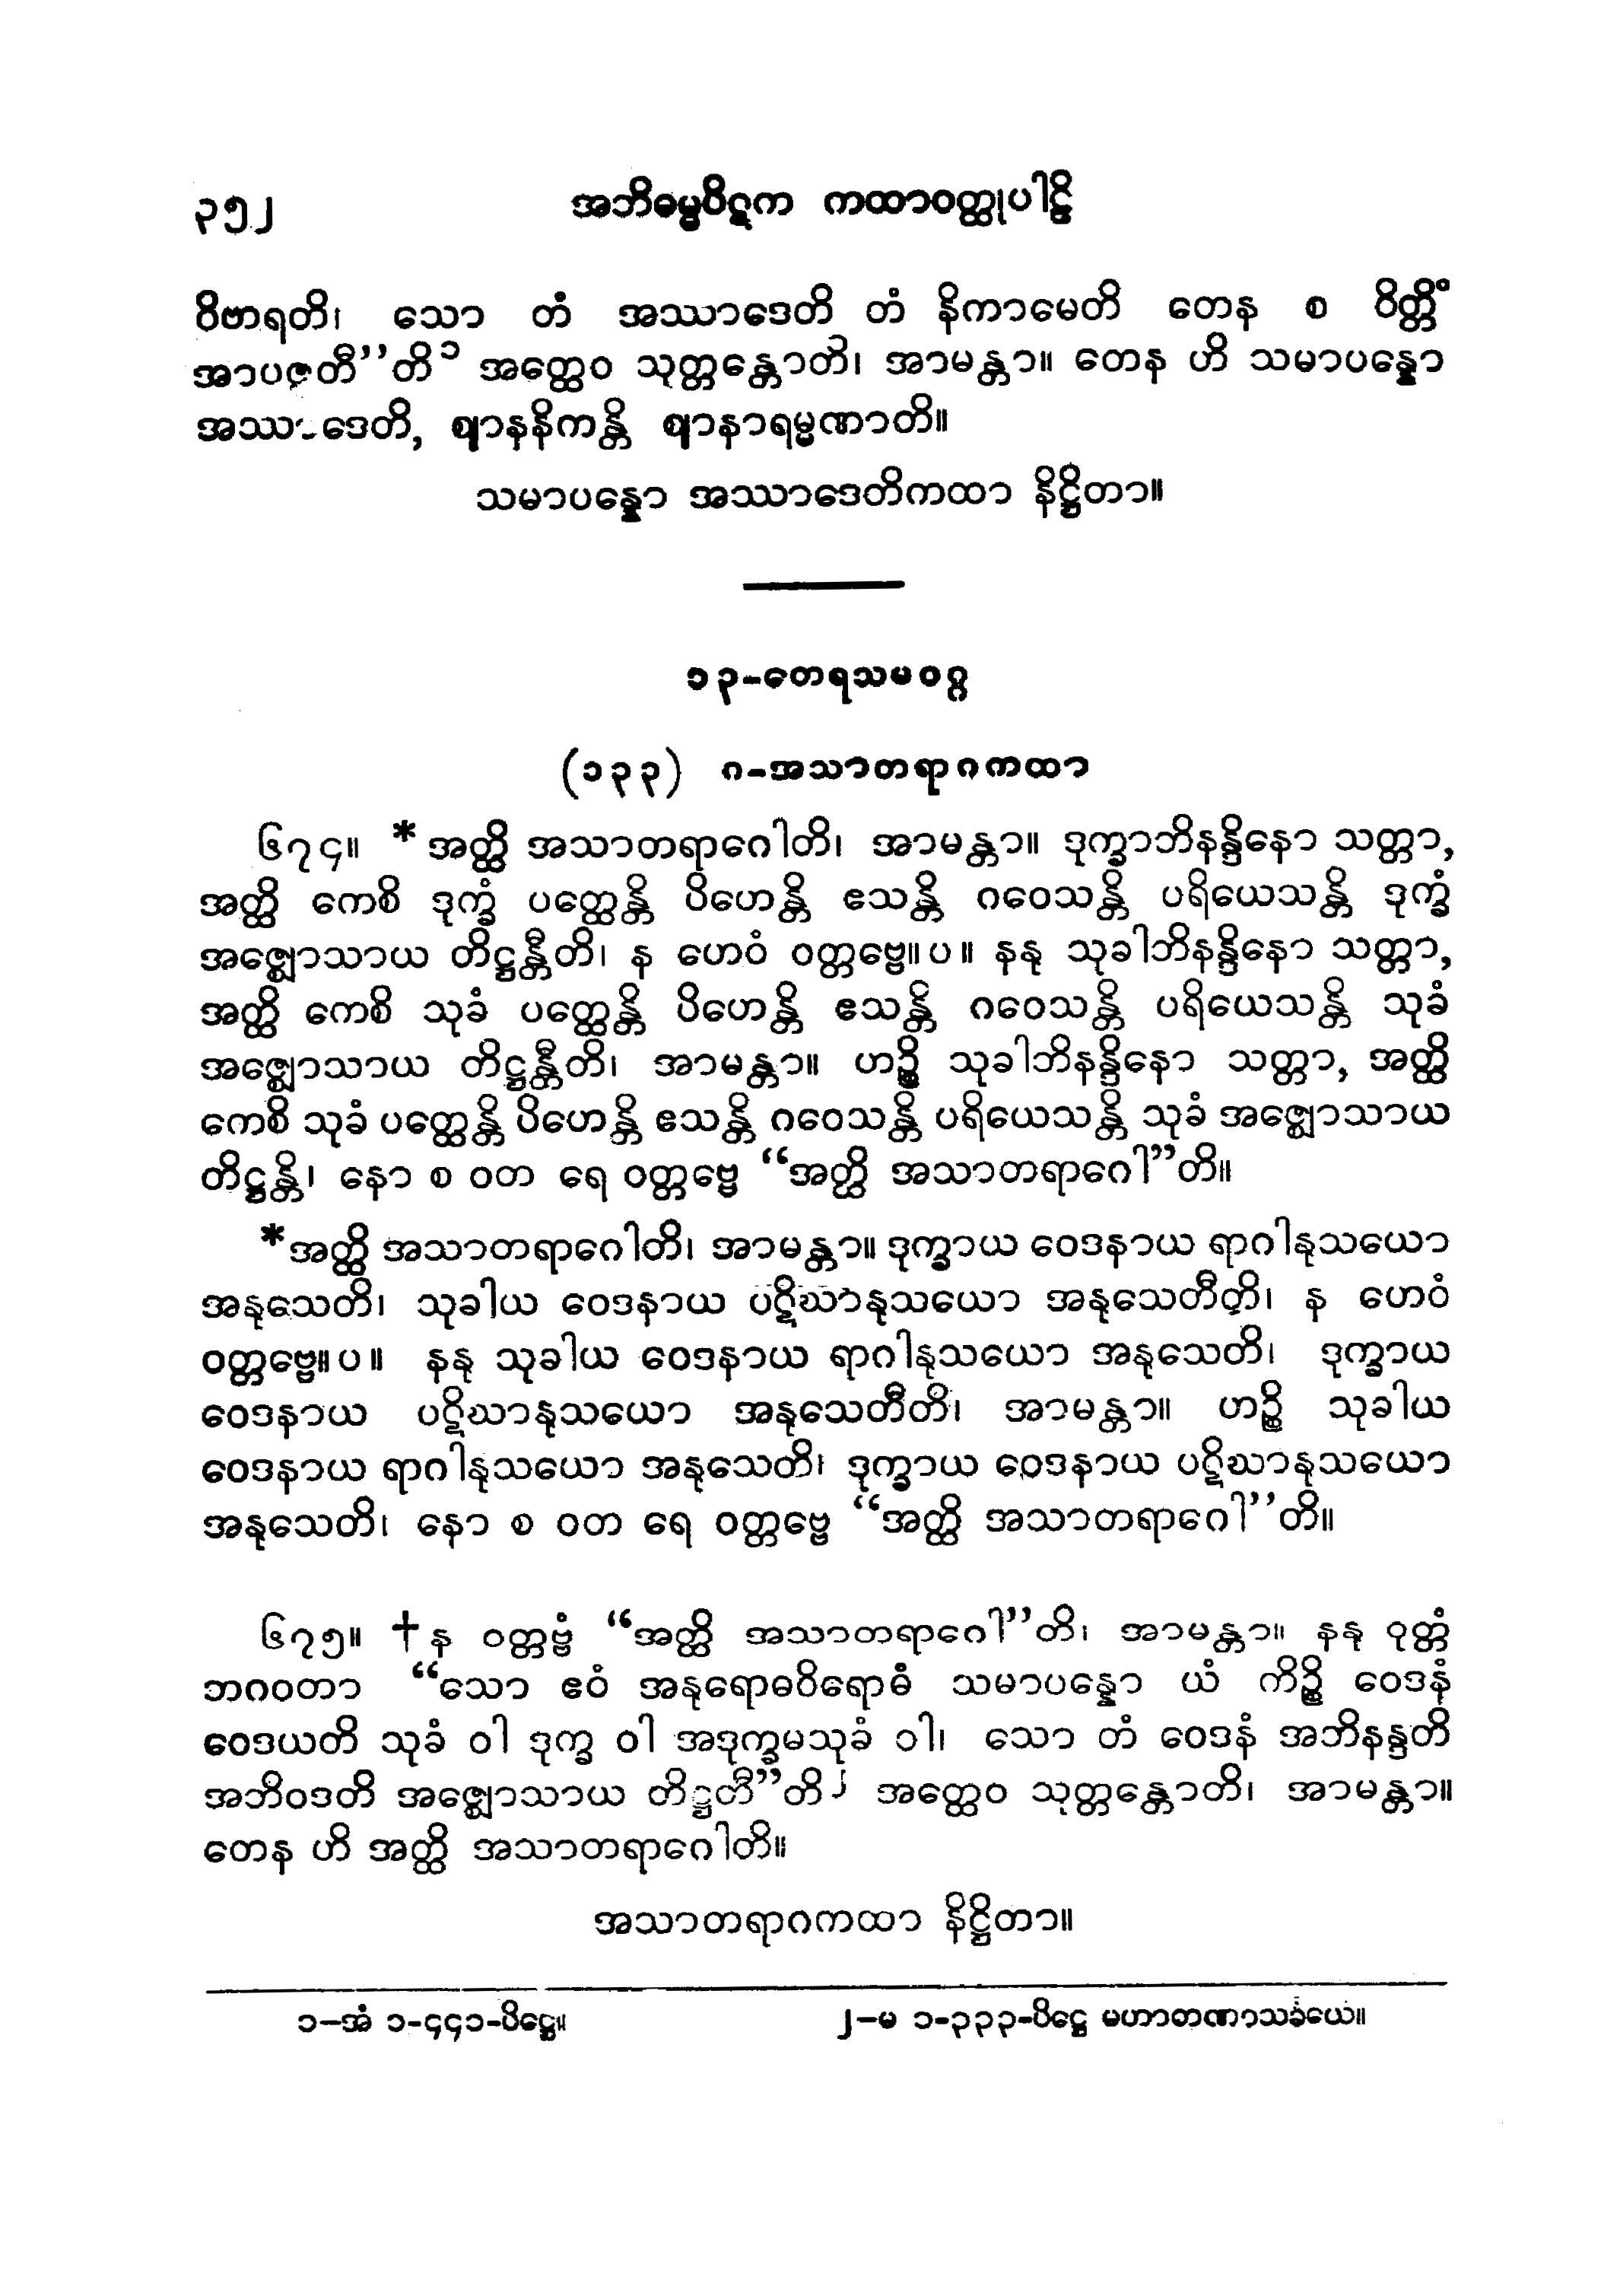 ၃၅၂ အဘိဓမ္မပိဋက ကထာဝတ္ထုပါဠိ
ဝိဟရတိ၊ သော တံ အဿာဒေတိ တံ နိကာမေတိ တေန စ ဝိတ္တိံ
အာပဇ္ဇတီ”တိ၁ အတ္ထေဝ သုတ္တန္တောတိ၊ အာမန္တာ။ တေန ဟိ သမာပန္နော
အဿာဒေတိ, ဈာနနိကန္တိ ဈာနာရမ္မဏာတိ။
သမာပန္နော အဿာဒေတိကထာ နိဋ္ဌိတာ။
၁၃-တေရသမဝဂ္ဂ
(၁၃၃) ဂ-အသာတရာဂကထာ
၆၇၄။ *အတ္ထိ အသာတရာဂေါတိ၊ အာမန္တာ။ ဒုက္ခာဘိနန္ဒိနော သတ္တာ,
အတ္ထိ ကေစိ ဒုက္ခံ ပတ္ထေန္တိ ပိဟေန္တိ ဧသန္တိ ဂဝေသန္တိ ပရိယေသန္တိ ဒုက္ခံ
အဇ္ဈောသာယ တိဋ္ဌန္တီတိ၊ န ဟေဝံ ဝတ္တဗ္ဗေ။ပ။ နနု သုခါဘိနန္ဒိနော သတ္တာ,
အတ္ထိ ကေစိ သုခံ ပတ္ထေန္တိ ပိဟေန္တိ ဧသန္တိ ဂဝေသန္တိ ပရိယေသန္တိ သုခံ
အဇ္ဈောသာယ တိဋ္ဌန္တီတိ၊ အာမန္တာ။ ဟဉ္စိ သုခါဘိနန္ဒိနော သတ္တာ, အတ္ထိ
ကေစိ သုခံ ပတ္ထေန္တိ ပိဟေန္တိ ဧသန္တိ ဂဝေသန္တိ ပရိယေသန္တိ သုခံ အဇ္ဈောသာယ
တိဋ္ဌန္တိ၊ နော စ ဝတ ရေ ဝတ္တဗ္ဗေ “အတ္ထိ အသာတရာဂေါ”တိ။
*အတ္ထိ အသာတရာဂေါတိ၊ အာမန္တာ။ ဒုက္ခာယ ဝေဒနာယ ရာဂါနုသယော
အနုသေတိ၊ သုခါယ ဝေဒနာယ ပဋိဃာနုသယော အနုသေတီတိ၊ န ဟေဝံ
ဝတ္တဗ္ဗေ။ပ။ နနု သုခါယ ဝေဒနာယ ရာဂါနုသယော အနုသေတိ၊ ဒုက္ခာယ
ဝေဒနာယ ပဋိဃာနုသယော အနုသေတီတိ၊ အာမန္တာ။ ဟဉ္စိ သုခါယ
ဝေဒနာယ ရာဂါနုသယော အနုသေတိ၊ ဒုက္ခာယ ဝေဒနာယ ပဋိဃာနုသယော
အနုသေတိ၊ နော စ ဝတ ရေ ဝတ္တဗ္ဗေ “အတ္ထိ အသာတရာဂေါ”တိ။
၆၇၅။ †န ဝတ္တဗ္ဗံ “အတ္ထိ အသာတရာဂေါ”တိ၊ အာမန္တာ။ နနု ဝုတ္တံ
ဘဂဝတာ “သော ဧဝံ အနုရောဓဝိရောဓံ သမာပန္နော ယံ ကိဉ္စိ ဝေဒနံ
ဝေဒယတိ သုခံ ဝါ ဒုက္ခ ဝါ အဒုက္ခမသုခံ ဝါ၊ သော တံ ဝေဒနံ အဘိနန္ဒတိ
အဘိဝဒတိ အဇ္ဈောသာယ တိဋ္ဌတီ”တိ၂ အတ္ထေဝ သုတ္တန္တောတိ၊ အာမန္တာ။
တေန ဟိ အတ္ထိ အသာတရာဂေါတိ။
အသာတရာဂကထာ နိဋ္ဌိတာ။
၁–အံ ၁-၄၄၁-ပိဋ္ဌေ။ ၂–မ ၁-၃၃၃-ပိဋ္ဌေ မဟာတဏှာသင်္ခယေ။